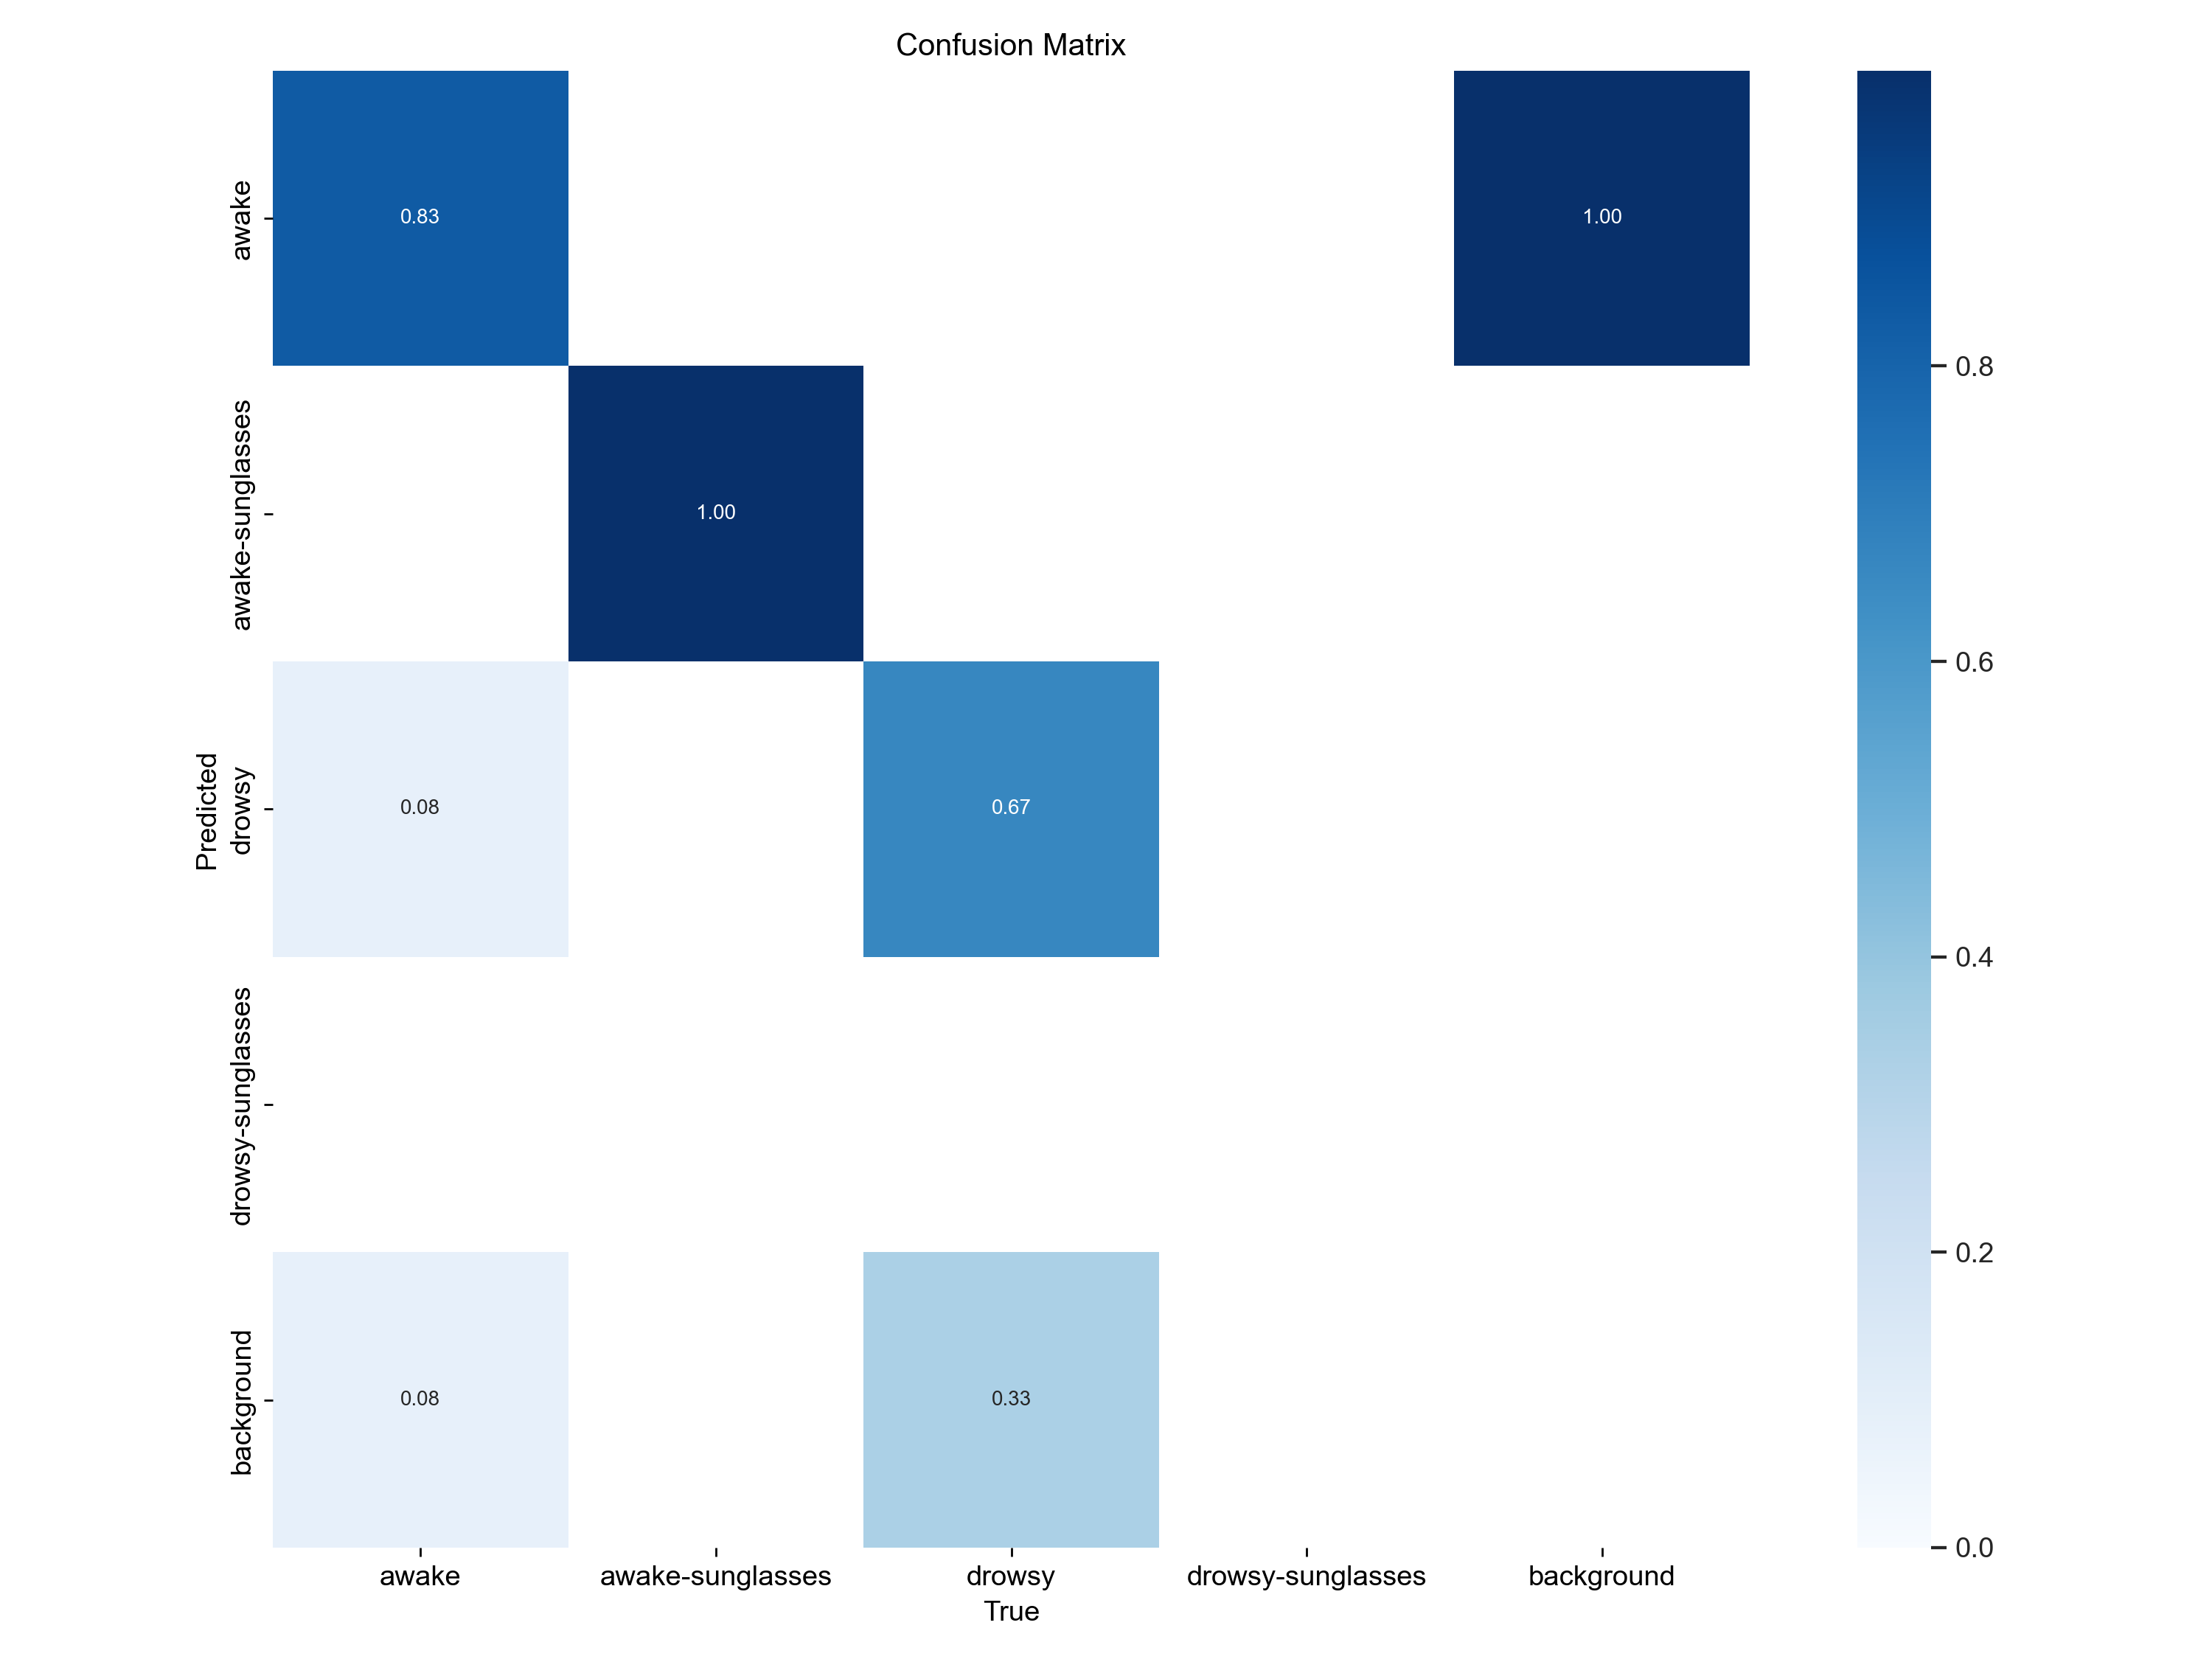 Confusion Matrix
awake
0.83
1.00
0.8
awake-sunglasses
1.00
0.6
Predicted
drowsy
0.08
0.67
0.4
drowsy-sunglasses
0.2
background
0.08
0.33
0.0
awake awake-sunglasses drowsy drowsy-sunglasses background
True